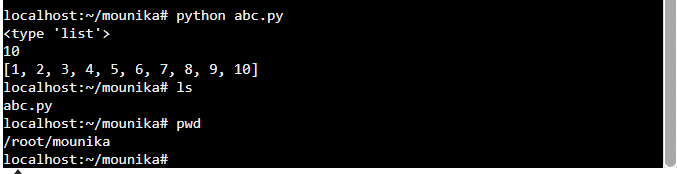 localhost:~/mounika# python abc.py
<type 'list'>
10
[1, 2, 3, 4, 5, 6, 7, 8, 9, 10]
localhost:~/mounika# ls
abc.py
localhost:~/mounika# pwd
/root/mounika
localhost:~/mounika#